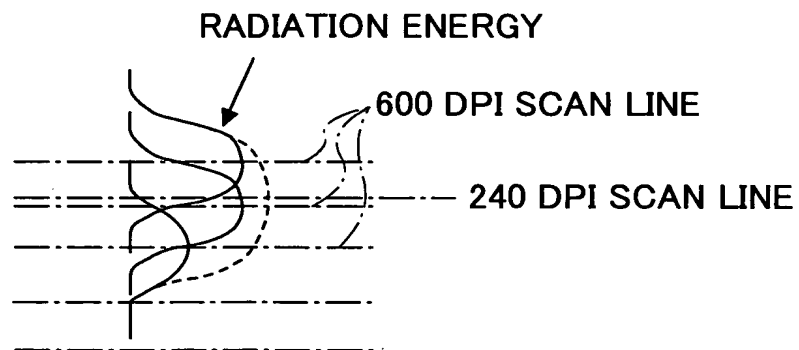 RADIATION ENERGY
600 DPI SCAN LINE
240 DPI SCAN LINE